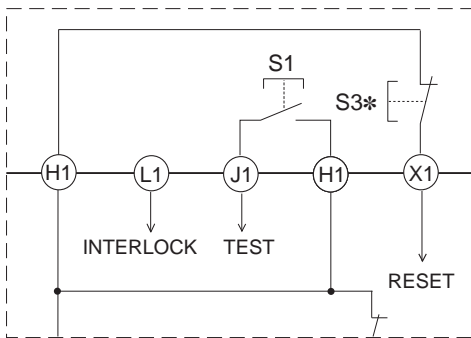 S1
S3*
H1 L1 J1 H1 X1
INTERLOCK TEST
RESET